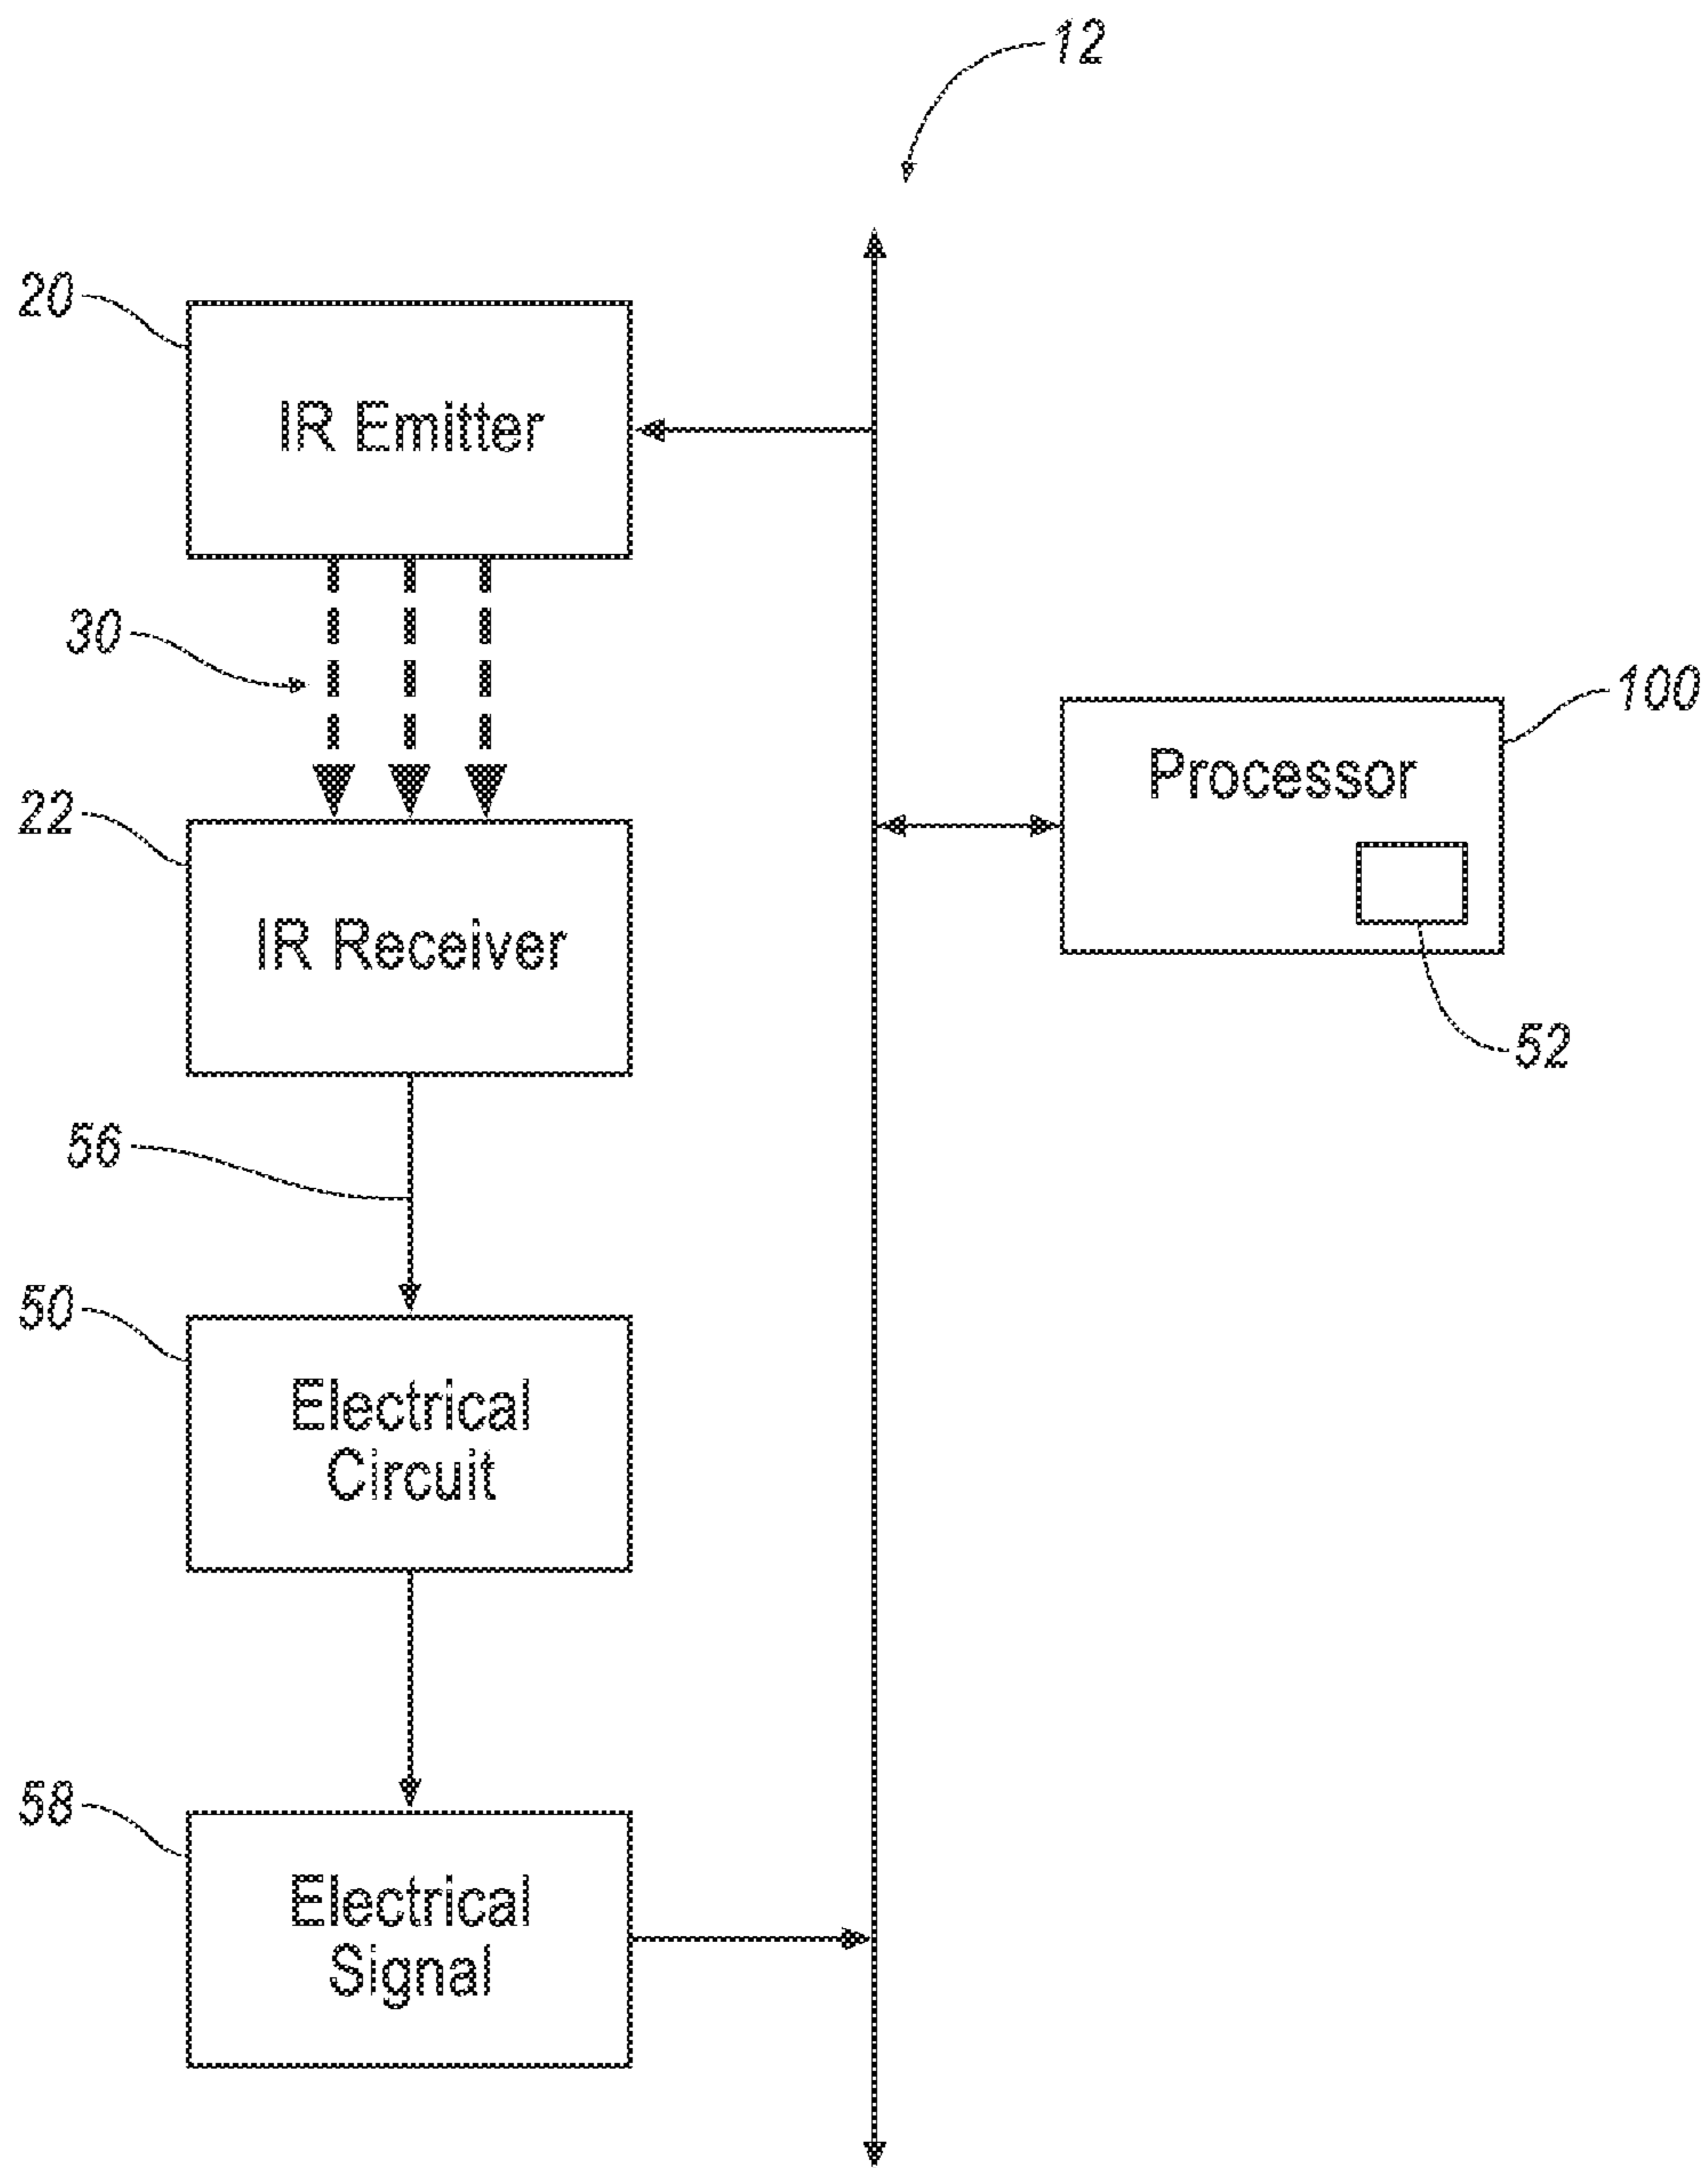 12
20
IR Emitter
30
100
Processor
22
IR Receiver
52
56
50
Electrical
Circuit
58
Electrical
Signal